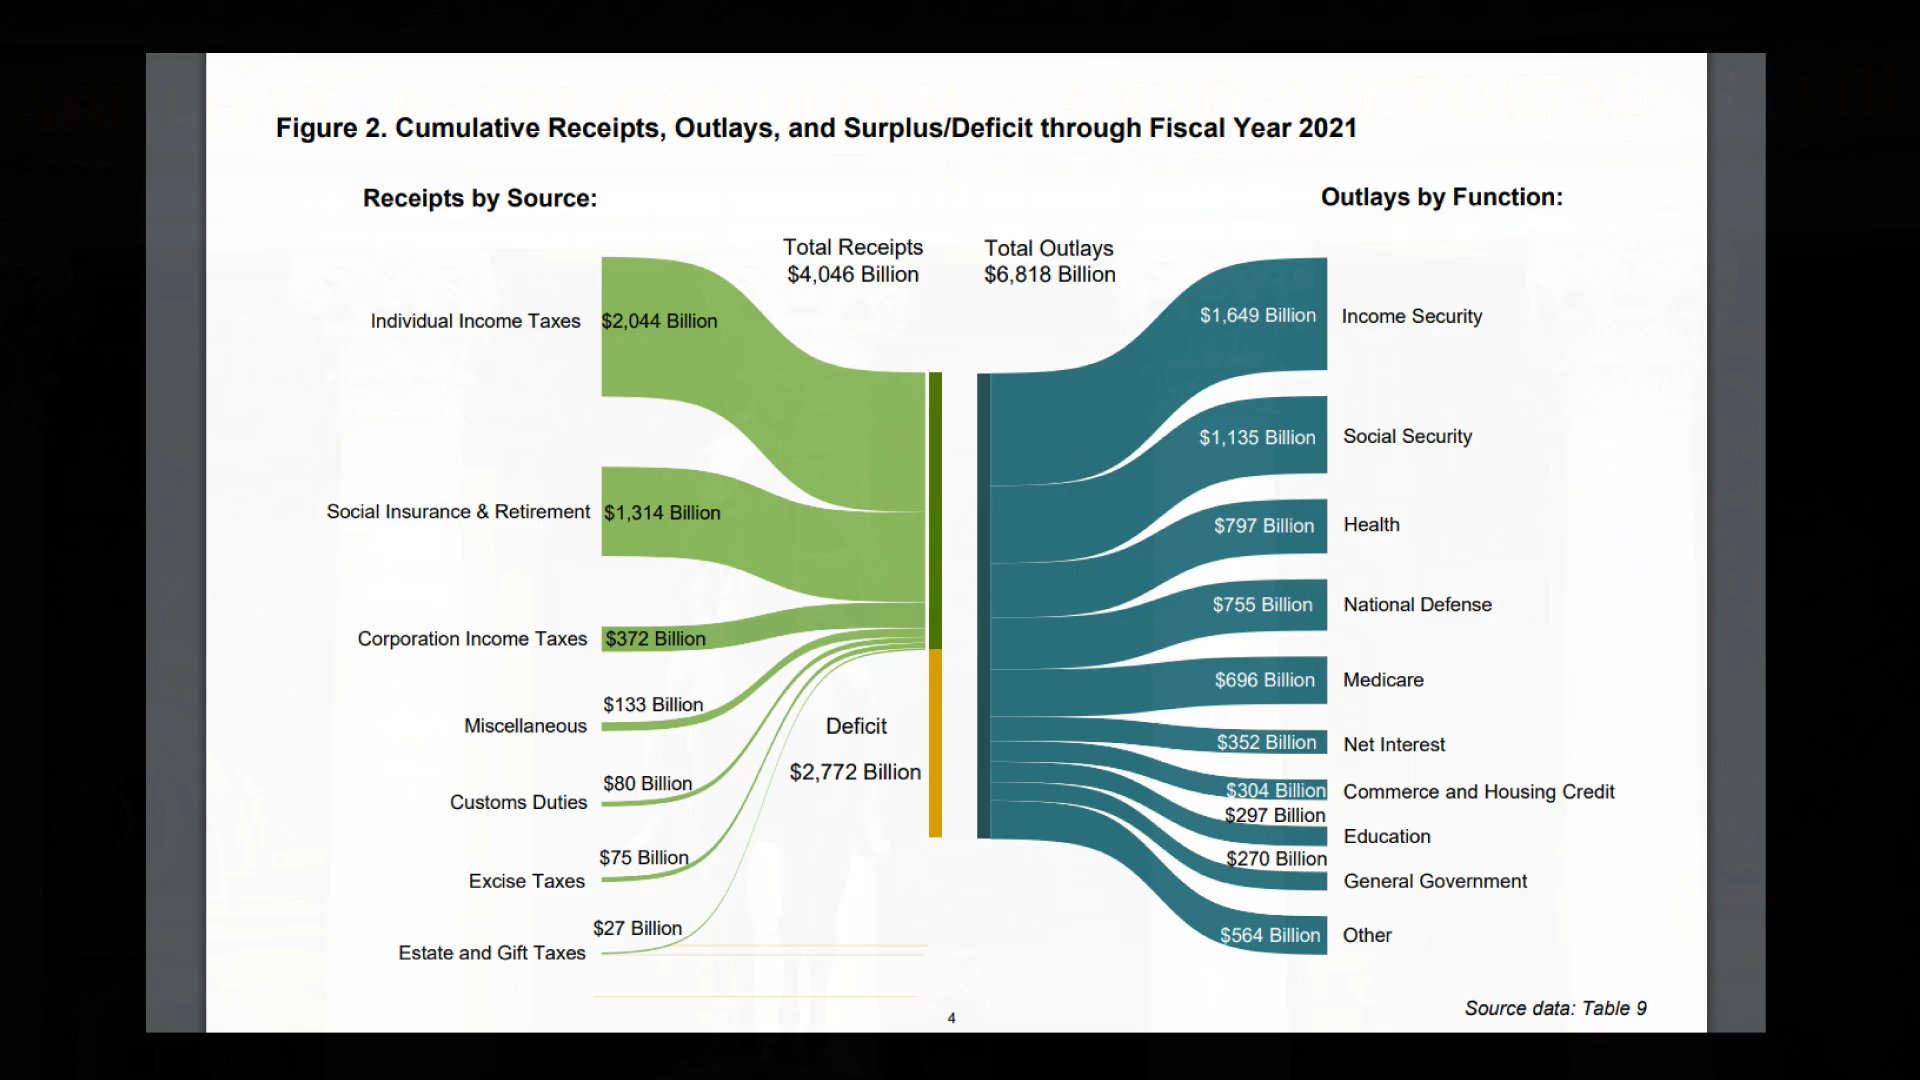 Figure 2. Cumulative Receipts, Outlays, and Surplus/Deficit through Fiscal Year 2021
Receipts by Source:
Outlays by Function:
Total Receipts
$4,046 Billion
Total Outlays
$6,818 Billion
Individual Income Taxes $2,044 Billion
Social Insurance & Retirement $1,314 Billion
Corporation Income Taxes $372 Billion
$133 Billion
Miscellaneous
$80 Billion
Customs Duties
$75 Billion
Excise Taxes
$27 Billion
Estate and Gift Taxes
Deficit
$2,772 Billion
$1,649 Billion Income Security
$1,135 Billion Social Security
$797 Billion Health
$755 Billion National Defense
$696 Billion Medicare
$352 Billion Net Interest
$304 Billion Commerce and Housing Credit
$297 Billion
Education
$270 Billion
General Government
$564 Billion Other
Source data: Table 9
4